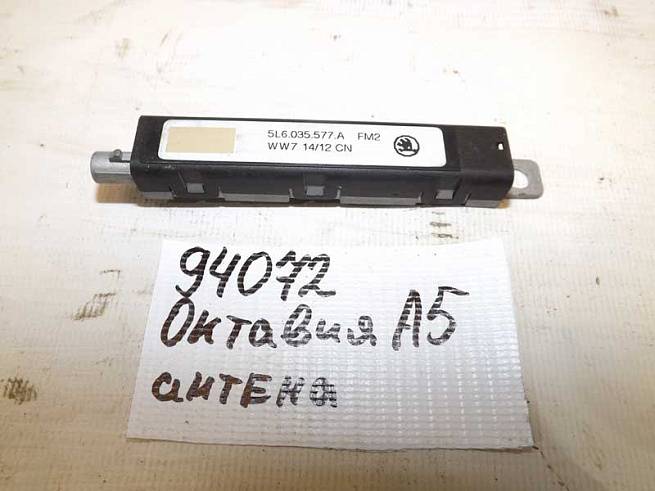 5L6.035.577.A FM2
WW7 14/12 CN
94072
Октавия А5
антена